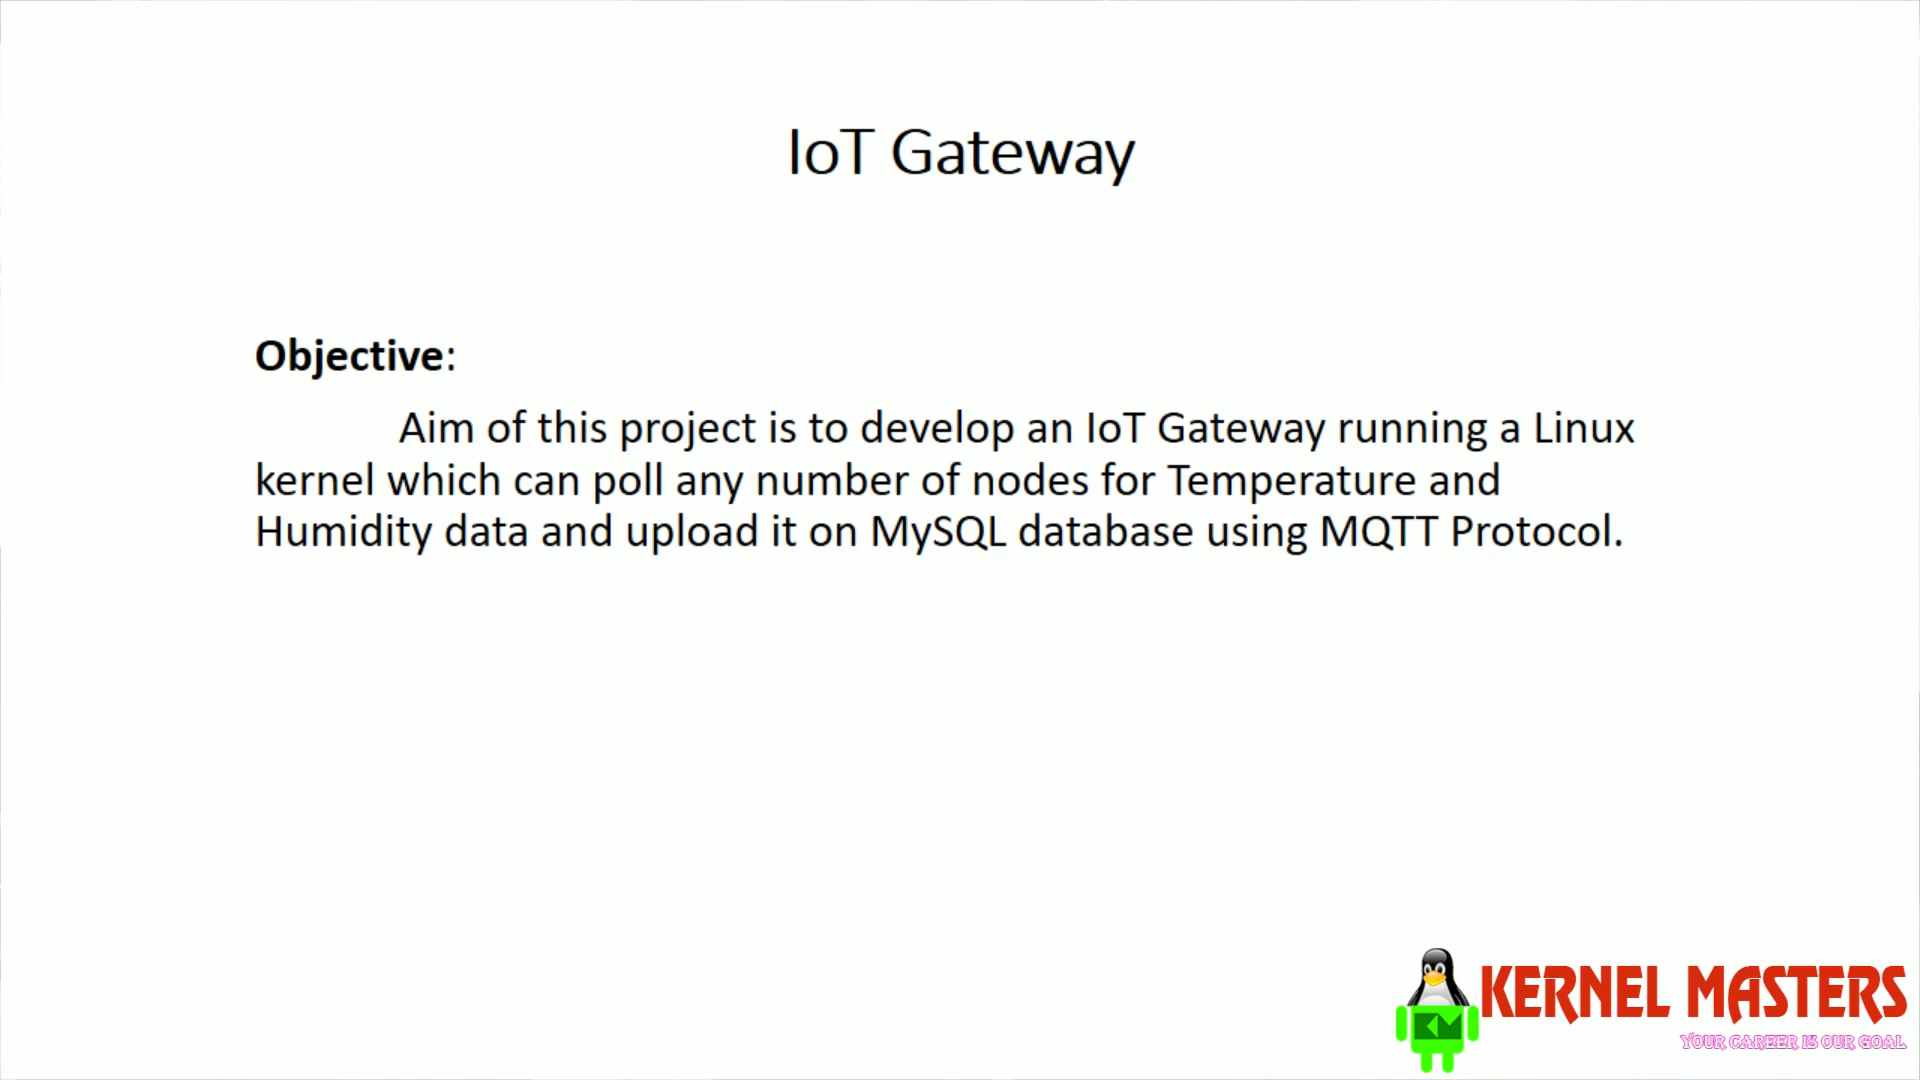 IoT Gateway
Objective:
Aim of this project is to develop an IoT Gateway running a Linux
kernel which can poll any number of nodes for Temperature and
Humidity data and upload it on MySQL database using MQTT Protocol.
KERNEL MASTERS
YOUR CAREER IS OUR GOAL